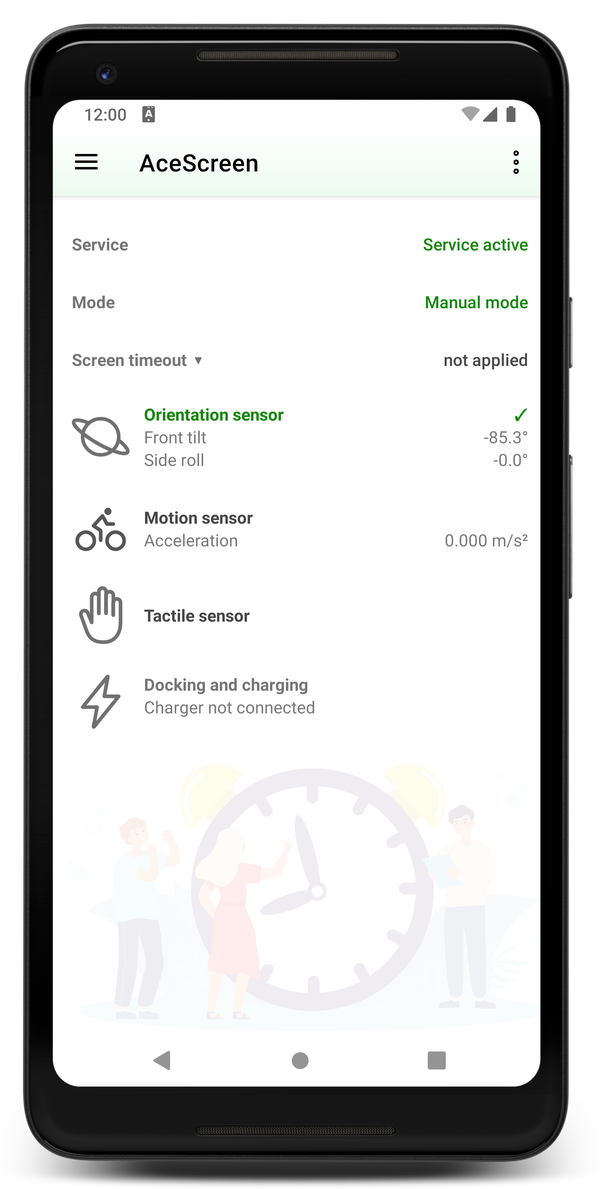 12:00 A
AceScreen
Service Service active
Mode Manual mode
Screen timeout ▾ not applied
Orientation sensor ✓
Front tilt -85.3°
Side roll -0.0°
Motion sensor
Acceleration 0.000 m/s²
Tactile sensor
Docking and charging
Charger not connected